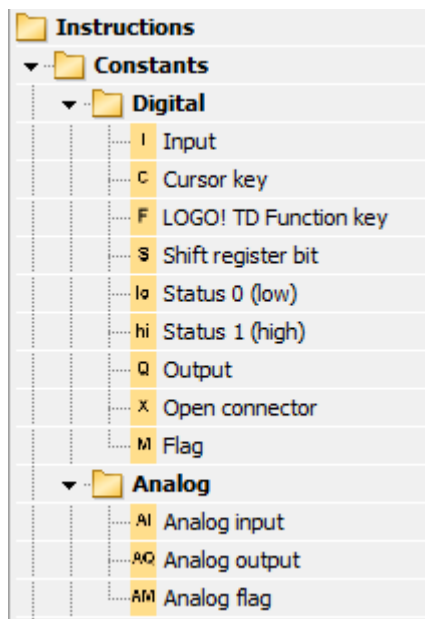 Instructions
Constants
Digital
I Input
C Cursor key
F LOGO! TD Function key
S Shift register bit
lo Status 0 (low)
hi Status 1 (high)
Q Output
X Open connector
M Flag
Analog
AI Analog input
AQ Analog output
AM Analog flag